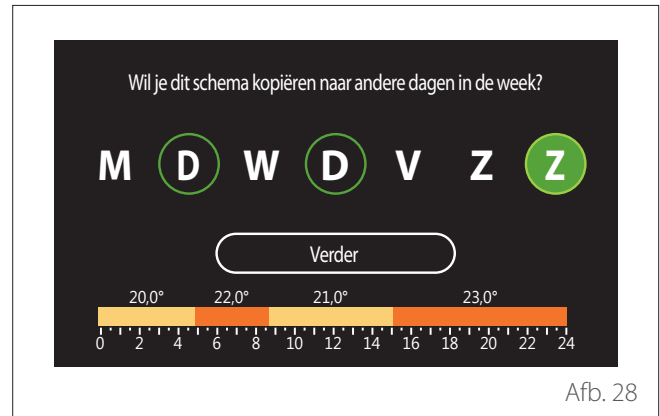 Wil je dit schema kopiëren naar andere dagen in de week?
M D W D V Z Z
Verder
20,0° 22,0° 21,0° 23,0°
0 2 4 6 8 10 12 14 16 18 20 22 24
Afb. 28